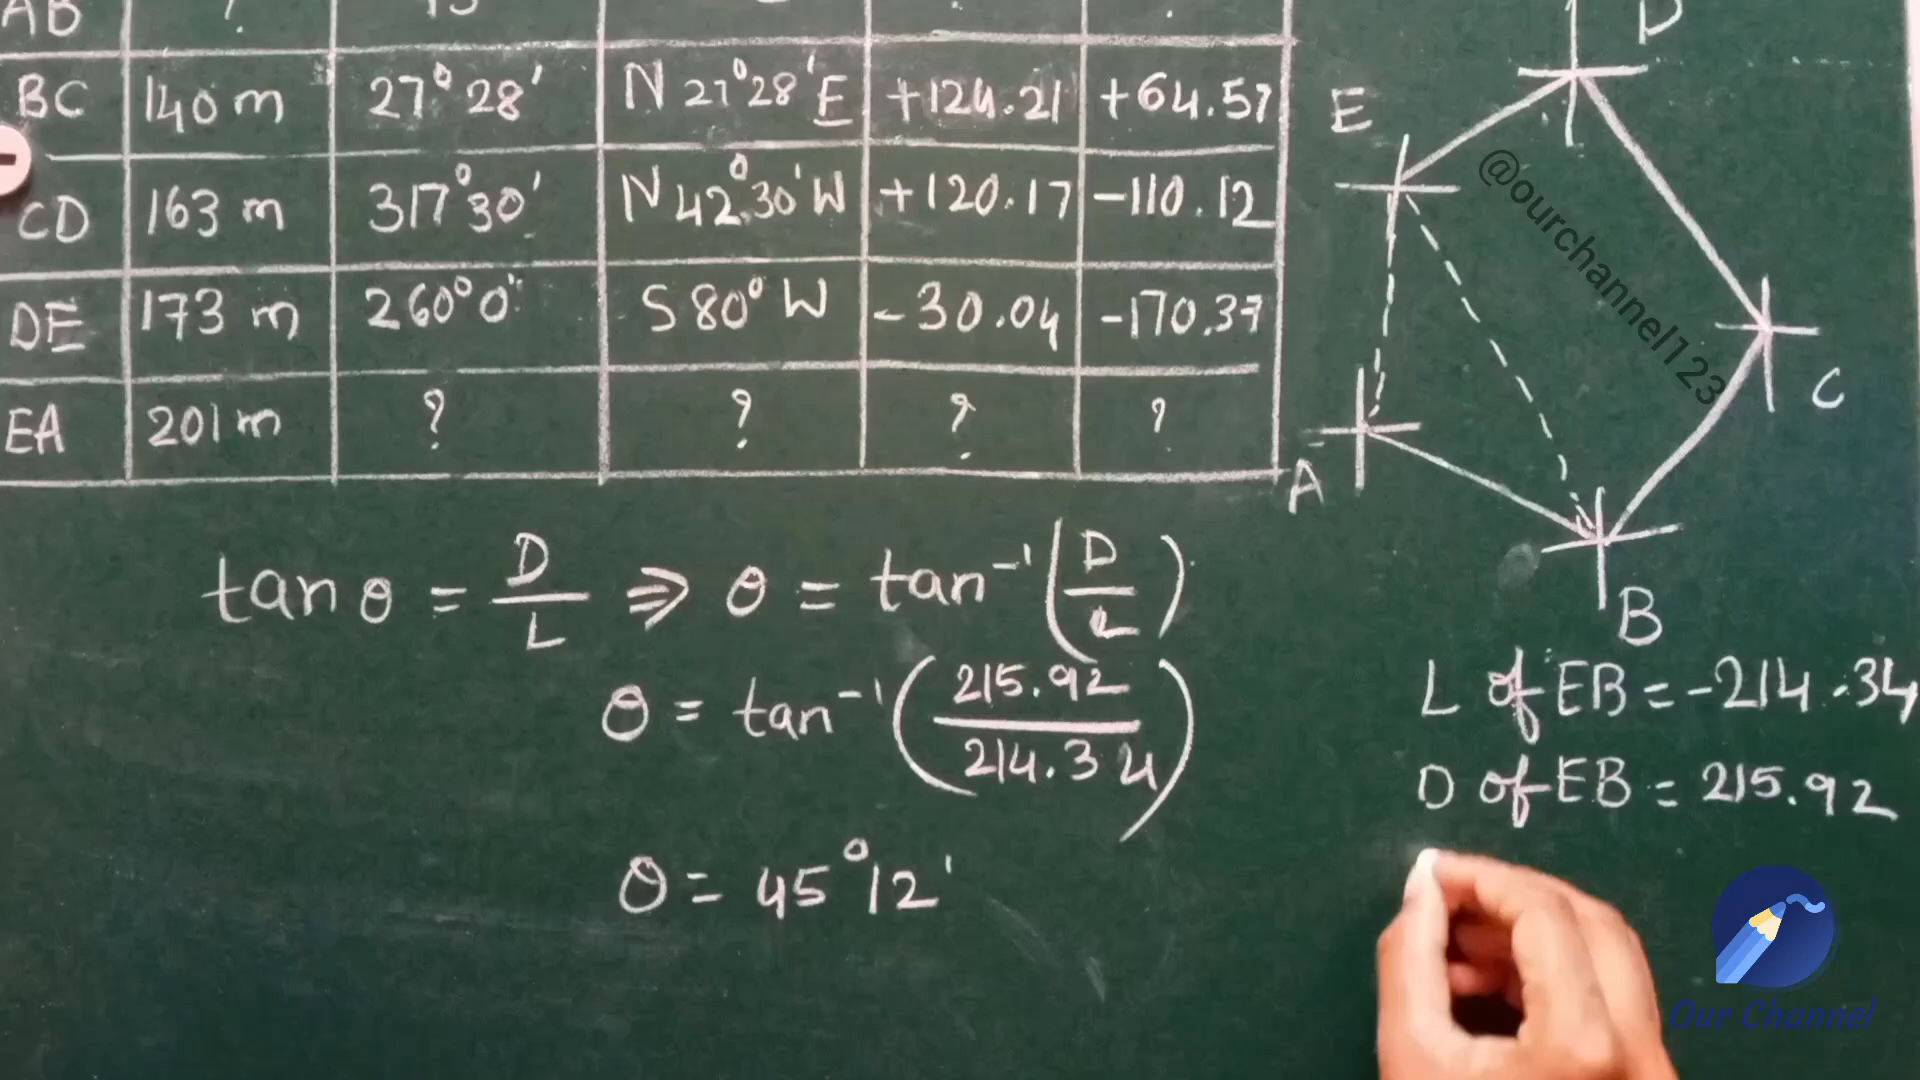 AB ? ? ?
BC 140 m 27°28' N 27°28' E +124.21 +64.57
CD 163 m 317°30' N 42°30' W +120.17 -110.12
DE 173 m 260°0' S 80° W -30.04 -170.37
EA 201 m ? ? ? ?
D
E
C
A
B
@ourchannel123
tan θ = D/L ⇒ θ = tan⁻¹(D/L)
θ = tan⁻¹(215.92/214.34)
θ = 45°12'
L of EB = -214.34
D of EB = 215.92
Our Channel